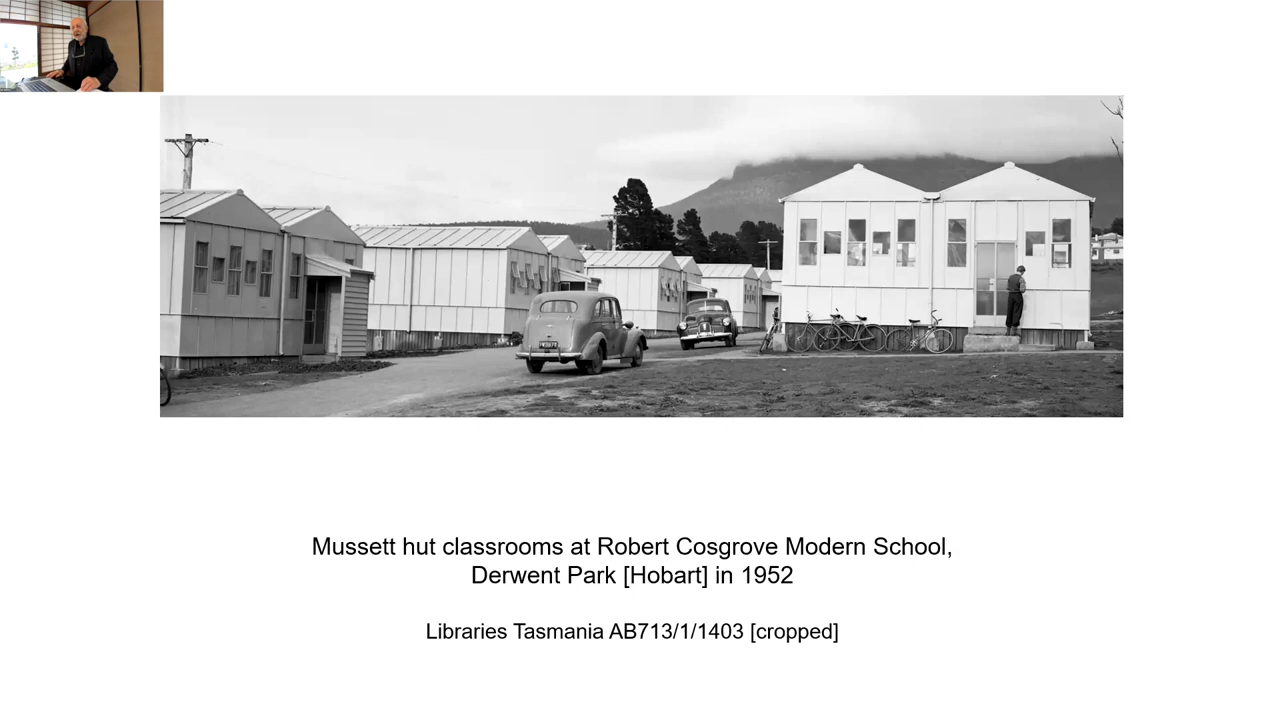 Mussett hut classrooms at Robert Cosgrove Modern School,
Derwent Park [Hobart] in 1952
Libraries Tasmania AB713/1/1403 [cropped]